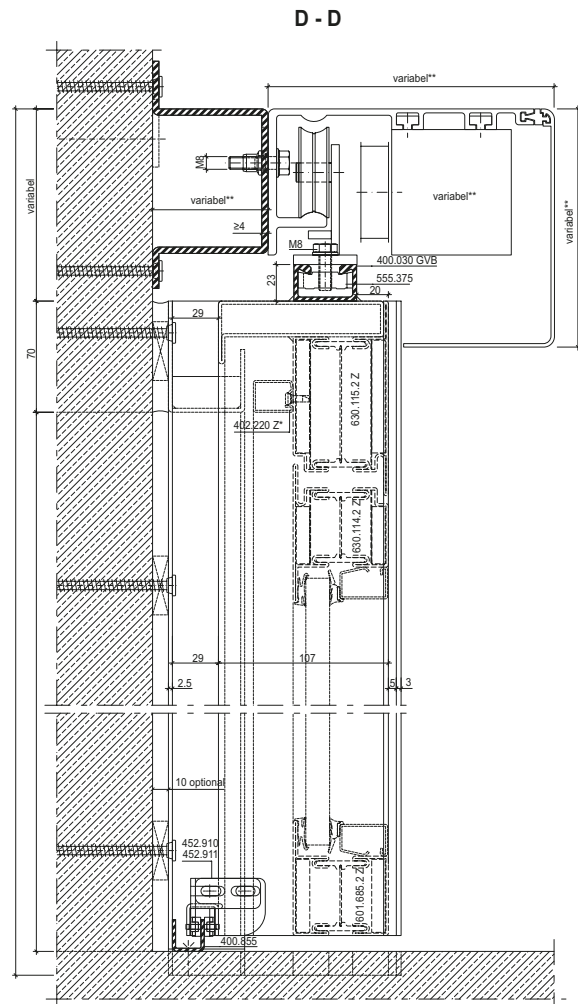 D - D
variabel**
M8
variabel**
variabel**
variabel**
variabel
≥4
M8
400.030 GVB
555.375
23
20
29
70
630.115.2 Z
402.220 Z*
630.114.2 Z
29
107
2.5
5
3
10 optional
452.910
452.911
601.685.2 Z
400.855